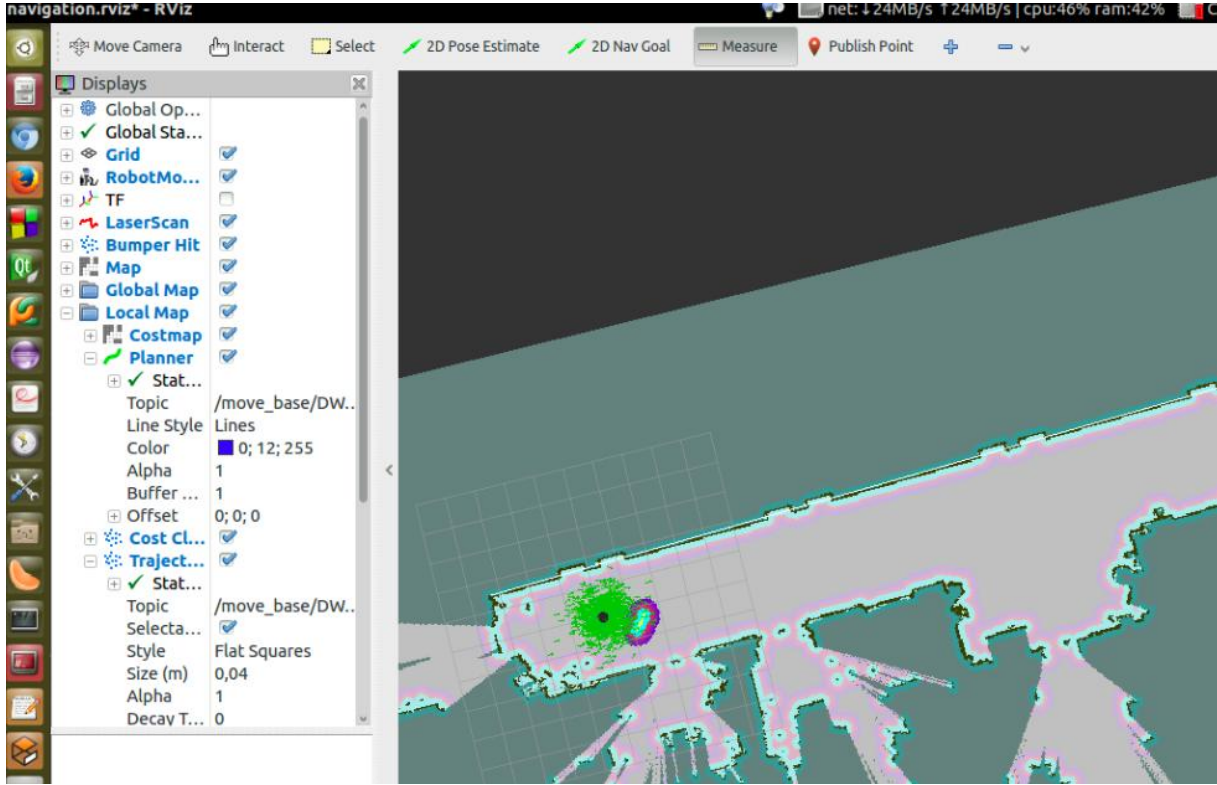 navigation.rviz* - RViz
net: ↓24MB/s ↑24MB/s | cpu:46% ram:42%
Move Camera Interact Select 2D Pose Estimate 2D Nav Goal Measure Publish Point
Displays
Global Op...
Global Sta...
Grid
RobotMo...
TF
LaserScan
Bumper Hit
Map
Global Map
Local Map
Costmap
Planner
Stat...
Topic /move_base/DW..
Line Style Lines
Color 0; 12; 255
Alpha 1
Buffer ... 1
Offset 0; 0; 0
Cost Cl...
Traject...
Stat...
Topic /move_base/DW..
Selecta...
Style Flat Squares
Size (m) 0,04
Alpha 1
Decay T... 0
Qt